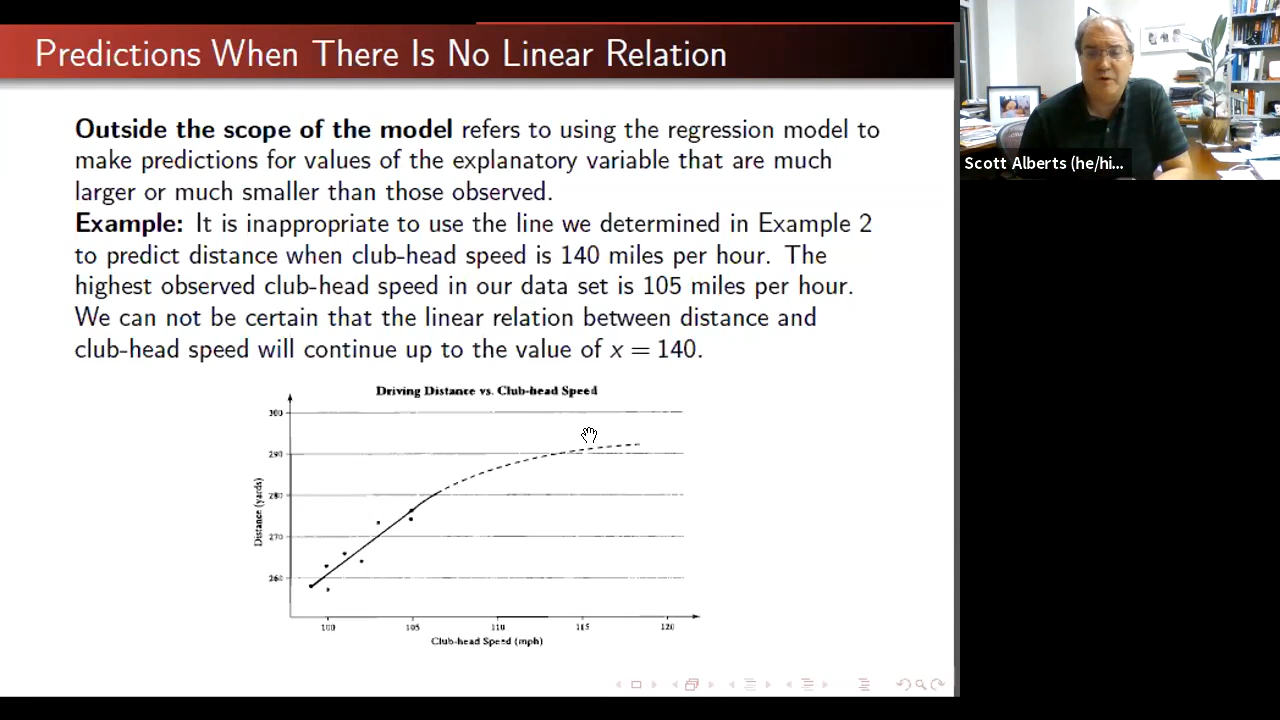 Predictions When There Is No Linear Relation
Outside the scope of the model refers to using the regression model to
make predictions for values of the explanatory variable that are much
larger or much smaller than those observed.
Example: It is inappropriate to use the line we determined in Example 2
to predict distance when club-head speed is 140 miles per hour. The
highest observed club-head speed in our data set is 105 miles per hour.
We can not be certain that the linear relation between distance and
club-head speed will continue up to the value of x = 140.
Driving Distance vs. Club-head Speed
300
290
280
270
260
Distance (yards)
100 105 110 115 120
Club-head Speed (mph)
Scott Alberts (he/hi...